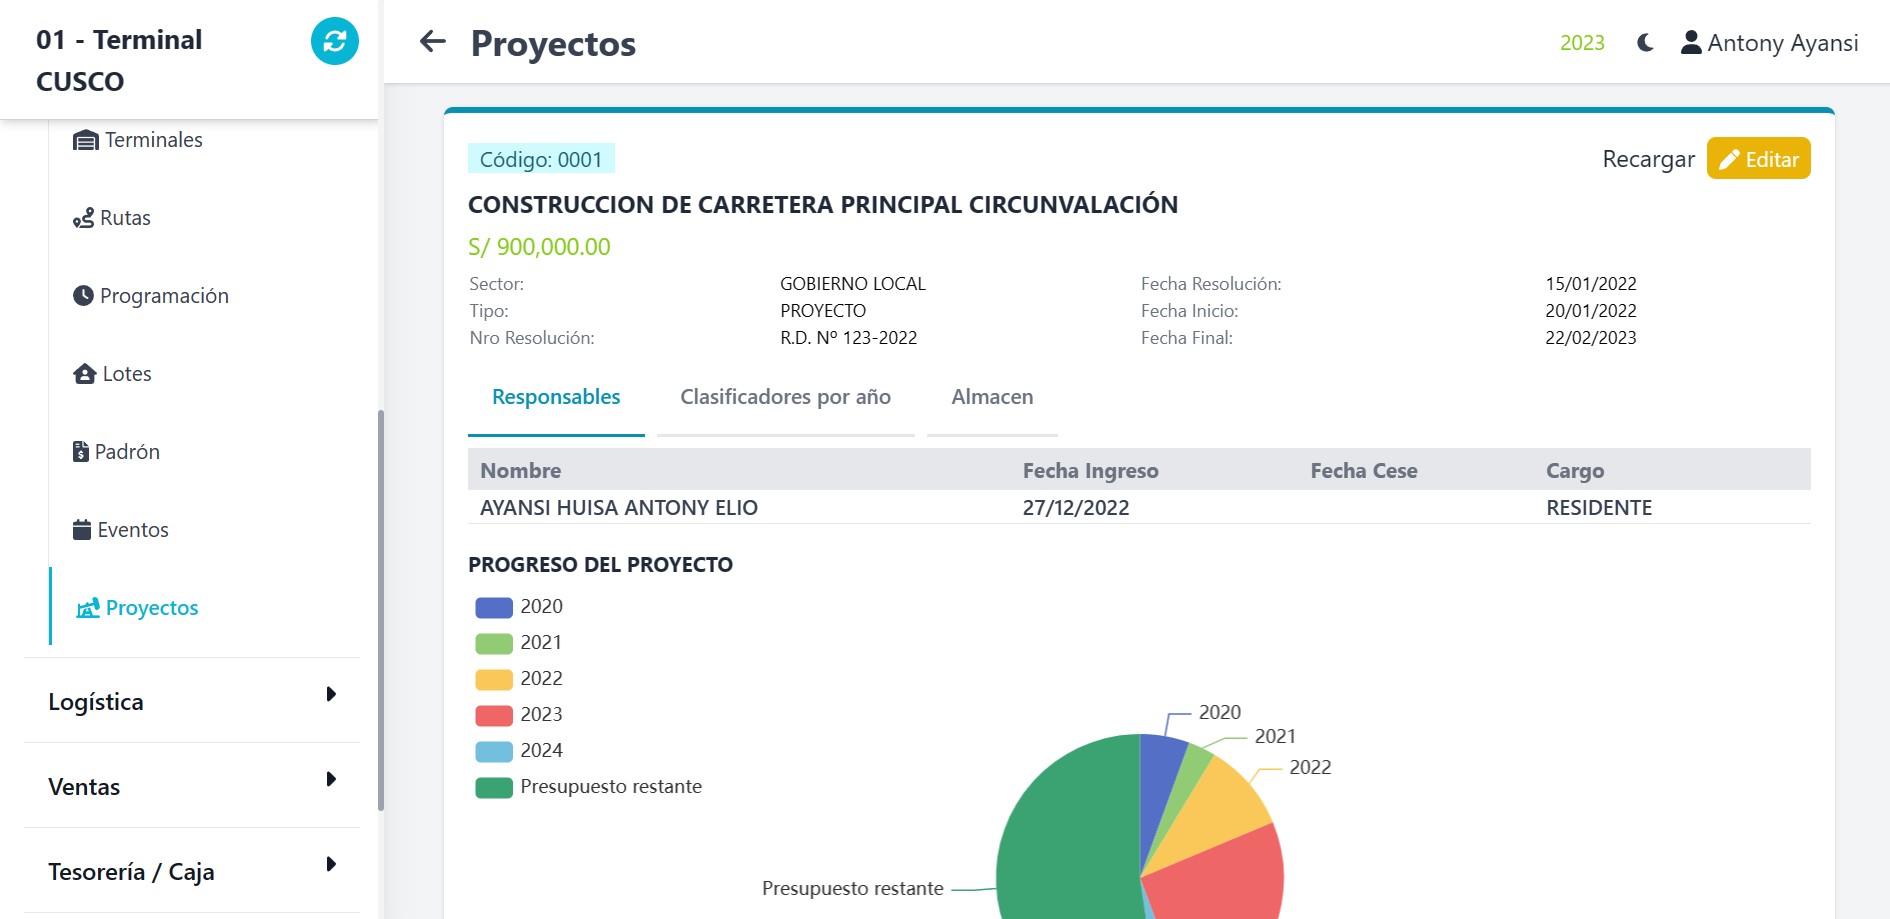 01 - Terminal
CUSCO
Terminales
Rutas
Programación
Lotes
Padrón
Eventos
Proyectos
Logística
Ventas
Tesorería / Caja
Proyectos
2023
Antony Ayansi
Código: 0001
Recargar
Editar
CONSTRUCCION DE CARRETERA PRINCIPAL CIRCUNVALACIÓN
S/ 900,000.00
Sector: GOBIERNO LOCAL Fecha Resolución: 15/01/2022
Tipo: PROYECTO Fecha Inicio: 20/01/2022
Nro Resolución: R.D. Nº 123-2022 Fecha Final: 22/02/2023
Responsables Clasificadores por año Almacen
Nombre Fecha Ingreso Fecha Cese Cargo
AYANSI HUISA ANTONY ELIO 27/12/2022 RESIDENTE
PROGRESO DEL PROYECTO
2020
2021
2022
2023
2024
Presupuesto restante
2020
2021
2022
Presupuesto restante